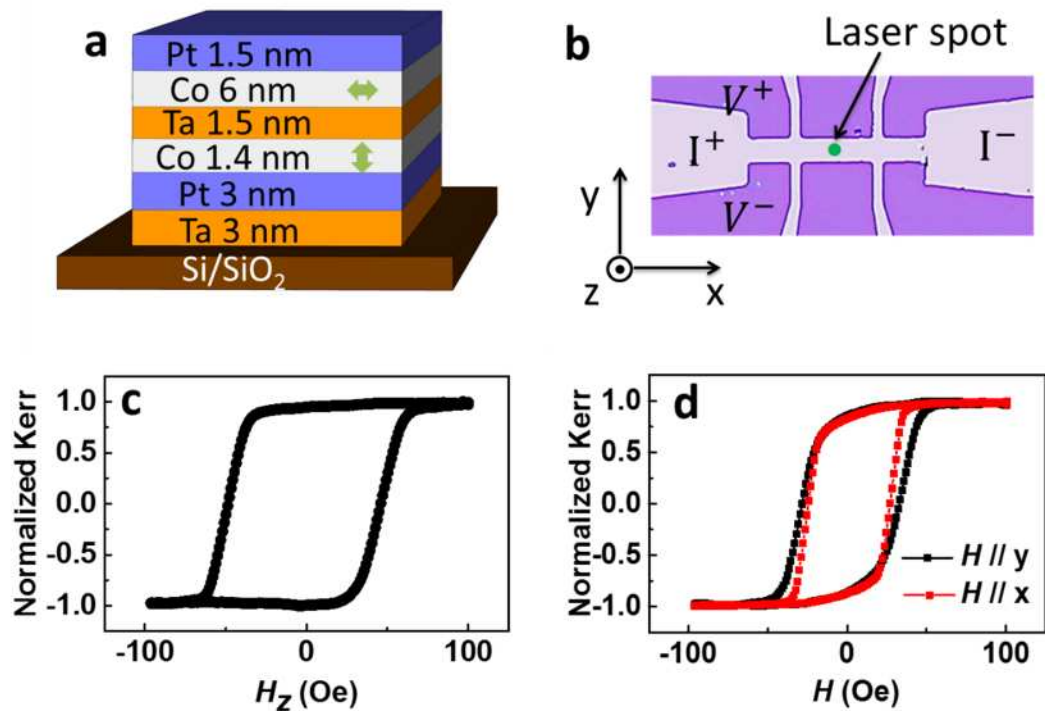 a
Pt 1.5 nm
Co 6 nm
Ta 1.5 nm
Co 1.4 nm
Pt 3 nm
Ta 3 nm
Si/SiO₂
b
Laser spot
V⁺
I⁺
I⁻
V⁻
y
z
x
c
Normalized Kerr
1.0
0.5
0.0
-0.5
-1.0
-100
0
100
H_z (Oe)
d
Normalized Kerr
1.0
0.5
0.0
-0.5
-1.0
H // y
H // x
-100
0
100
H (Oe)